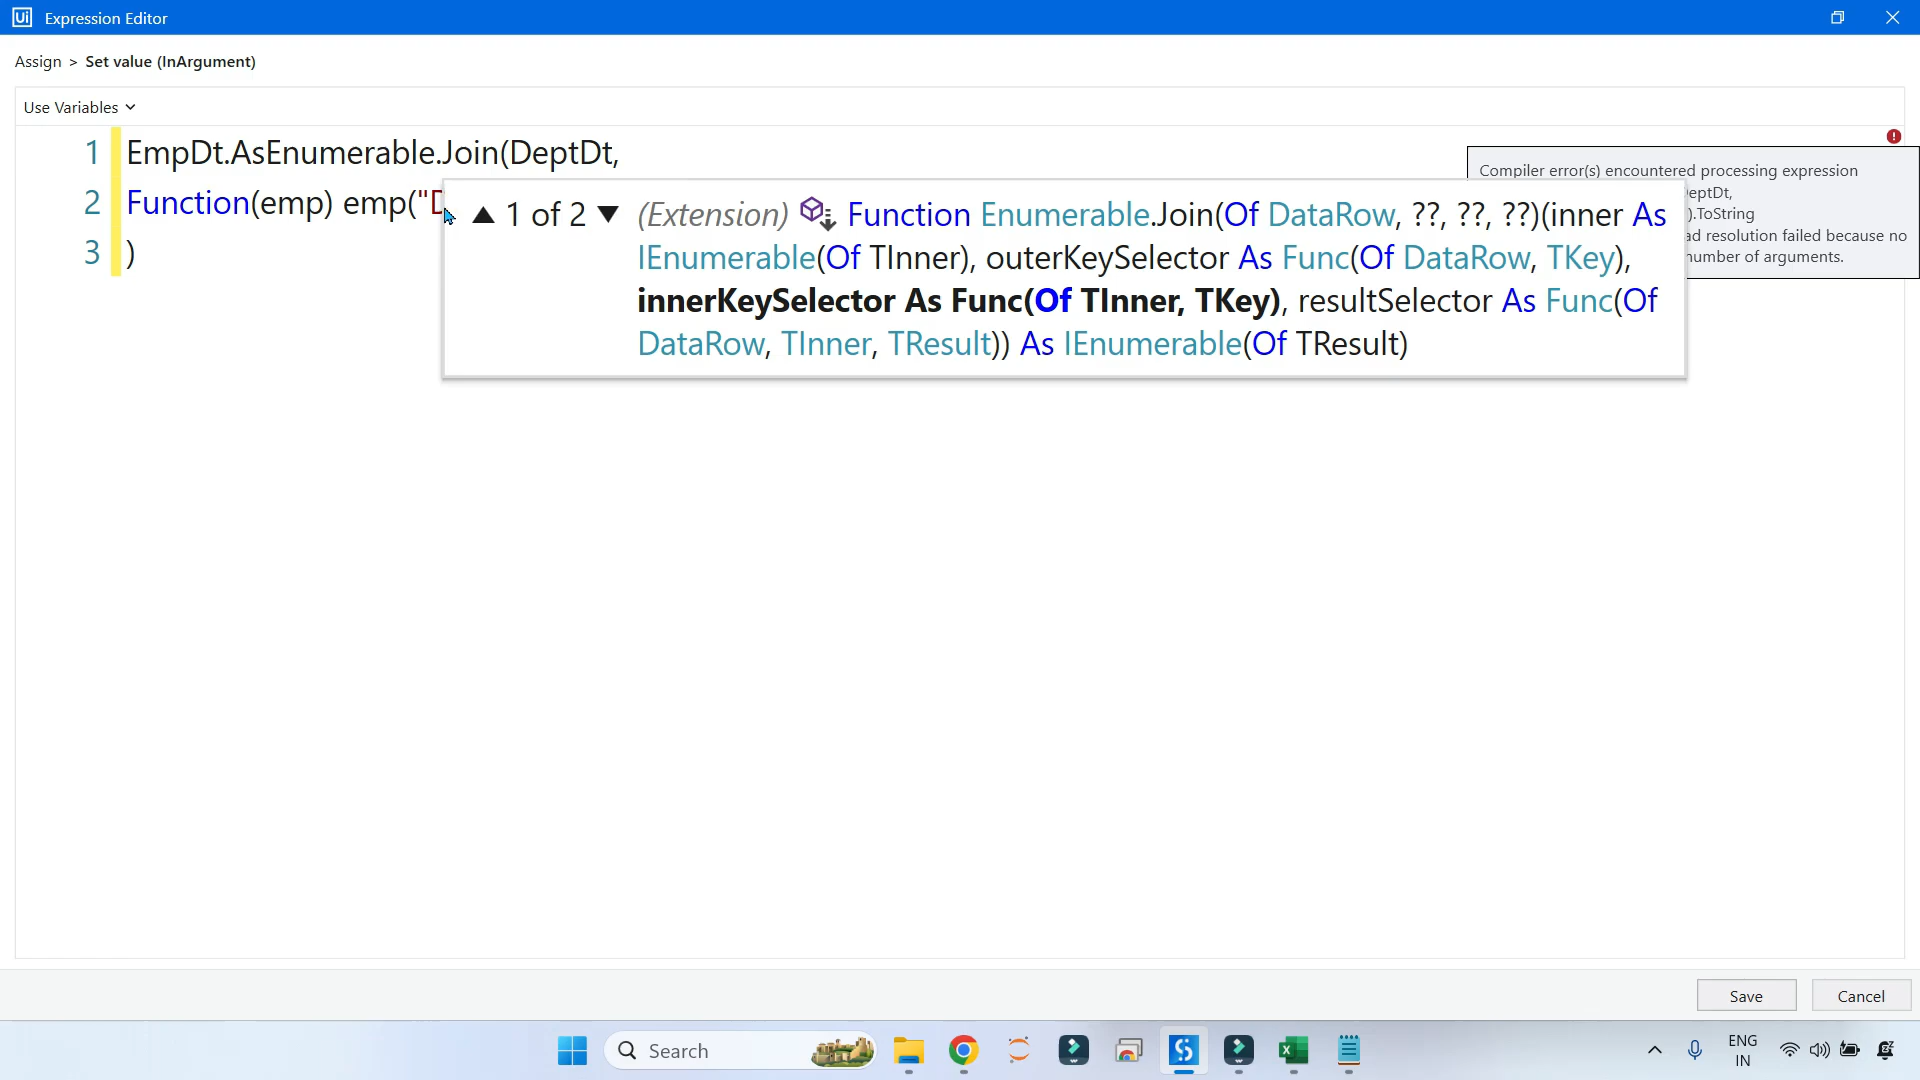 Ui Expression Editor
Assign > Set value (InArgument)
Use Variables
1 EmpDt.AsEnumerable.Join(DeptDt,
2 Function(emp) emp("D
3 )
Compiler error(s) encountered processing expression
eptDt,
).ToString
ad resolution failed because no
number of arguments.
1 of 2 (Extension) Function Enumerable.Join(Of DataRow, ??, ??, ??)(inner As
IEnumerable(Of TInner), outerKeySelector As Func(Of DataRow, TKey),
innerKeySelector As Func(Of TInner, TKey), resultSelector As Func(Of
DataRow, TInner, TResult)) As IEnumerable(Of TResult)
Save Cancel
Search
ENG
IN